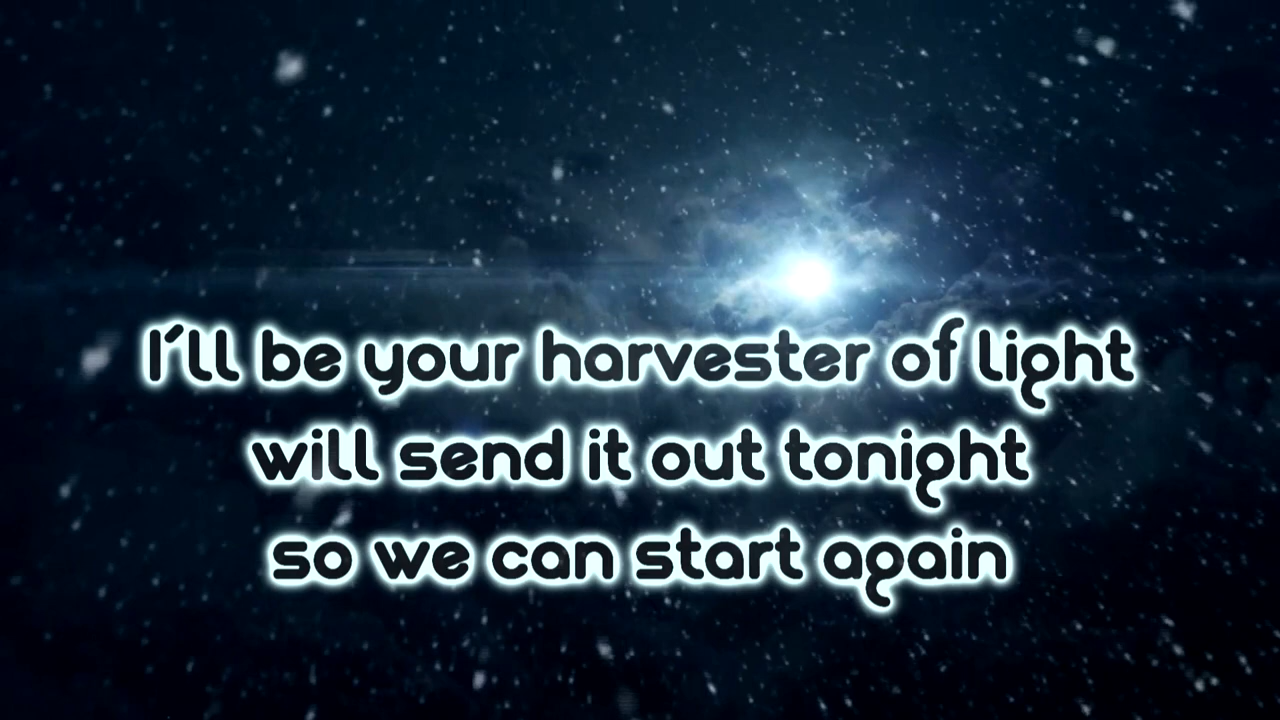 I'll be your harvester of light
will send it out tonight
so we can start again